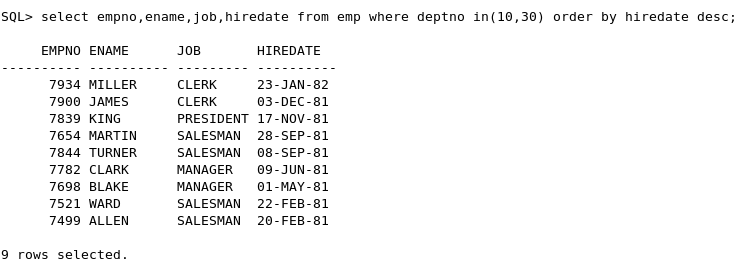 SQL> select empno,ename,job,hiredate from emp where deptno in(10,30) order by hiredate desc;
     EMPNO ENAME      JOB       HIREDATE
---------- ---------- --------- ----------
      7934 MILLER     CLERK     23-JAN-82
      7900 JAMES      CLERK     03-DEC-81
      7839 KING       PRESIDENT 17-NOV-81
      7654 MARTIN     SALESMAN  28-SEP-81
      7844 TURNER     SALESMAN  08-SEP-81
      7782 CLARK      MANAGER   09-JUN-81
      7698 BLAKE      MANAGER   01-MAY-81
      7521 WARD       SALESMAN  22-FEB-81
      7499 ALLEN      SALESMAN  20-FEB-81
9 rows selected.